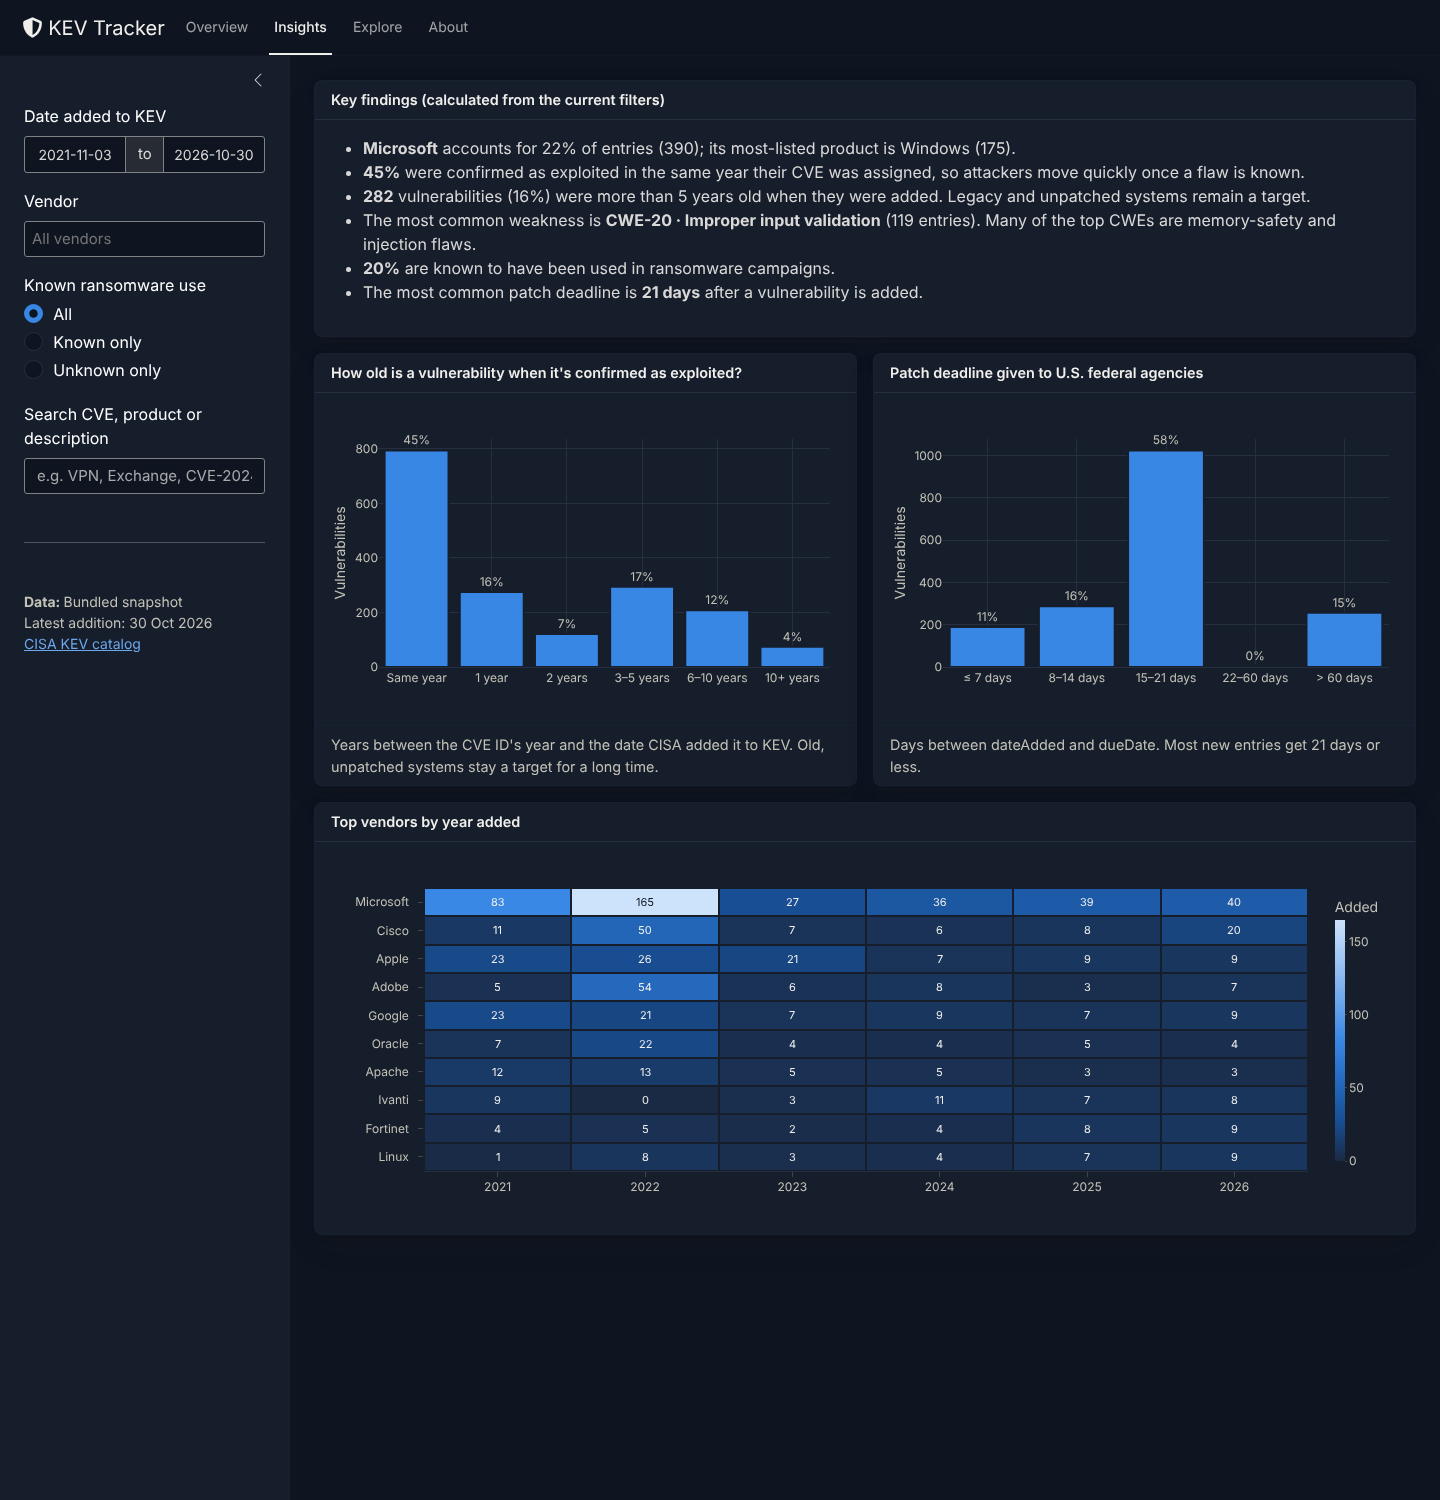 KEV Tracker
Overview
Insights
Explore
About
Date added to KEV
2021-11-03 to 2026-10-30
Vendor
All vendors
Known ransomware use
All
Known only
Unknown only
Search CVE, product or
description
e.g. VPN, Exchange, CVE-202
Data: Bundled snapshot
Latest addition: 30 Oct 2026
CISA KEV catalog
Key findings (calculated from the current filters)
• Microsoft accounts for 22% of entries (390); its most-listed product is Windows (175).
• 45% were confirmed as exploited in the same year their CVE was assigned, so attackers move quickly once a flaw is known.
• 282 vulnerabilities (16%) were more than 5 years old when they were added. Legacy and unpatched systems remain a target.
• The most common weakness is CWE-20 · Improper input validation (119 entries). Many of the top CWEs are memory-safety and
injection flaws.
• 20% are known to have been used in ransomware campaigns.
• The most common patch deadline is 21 days after a vulnerability is added.
How old is a vulnerability when it's confirmed as exploited?
Vulnerabilities
800
600
400
200
0
45%
16%
7%
17%
12%
4%
Same year
1 year
2 years
3–5 years
6–10 years
10+ years
Years between the CVE ID's year and the date CISA added it to KEV. Old,
unpatched systems stay a target for a long time.
Patch deadline given to U.S. federal agencies
Vulnerabilities
1000
800
600
400
200
0
11%
16%
58%
0%
15%
≤ 7 days
8–14 days
15–21 days
22–60 days
> 60 days
Days between dateAdded and dueDate. Most new entries get 21 days or
less.
Top vendors by year added
Microsoft 83 165 27 36 39 40
Cisco 11 50 7 6 8 20
Apple 23 26 21 7 9 9
Adobe 5 54 6 8 3 7
Google 23 21 7 9 7 9
Oracle 7 22 4 4 5 4
Apache 12 13 5 5 3 3
Ivanti 9 0 3 11 7 8
Fortinet 4 5 2 4 8 9
Linux 1 8 3 4 7 9
2021 2022 2023 2024 2025 2026
Added
150
100
50
0